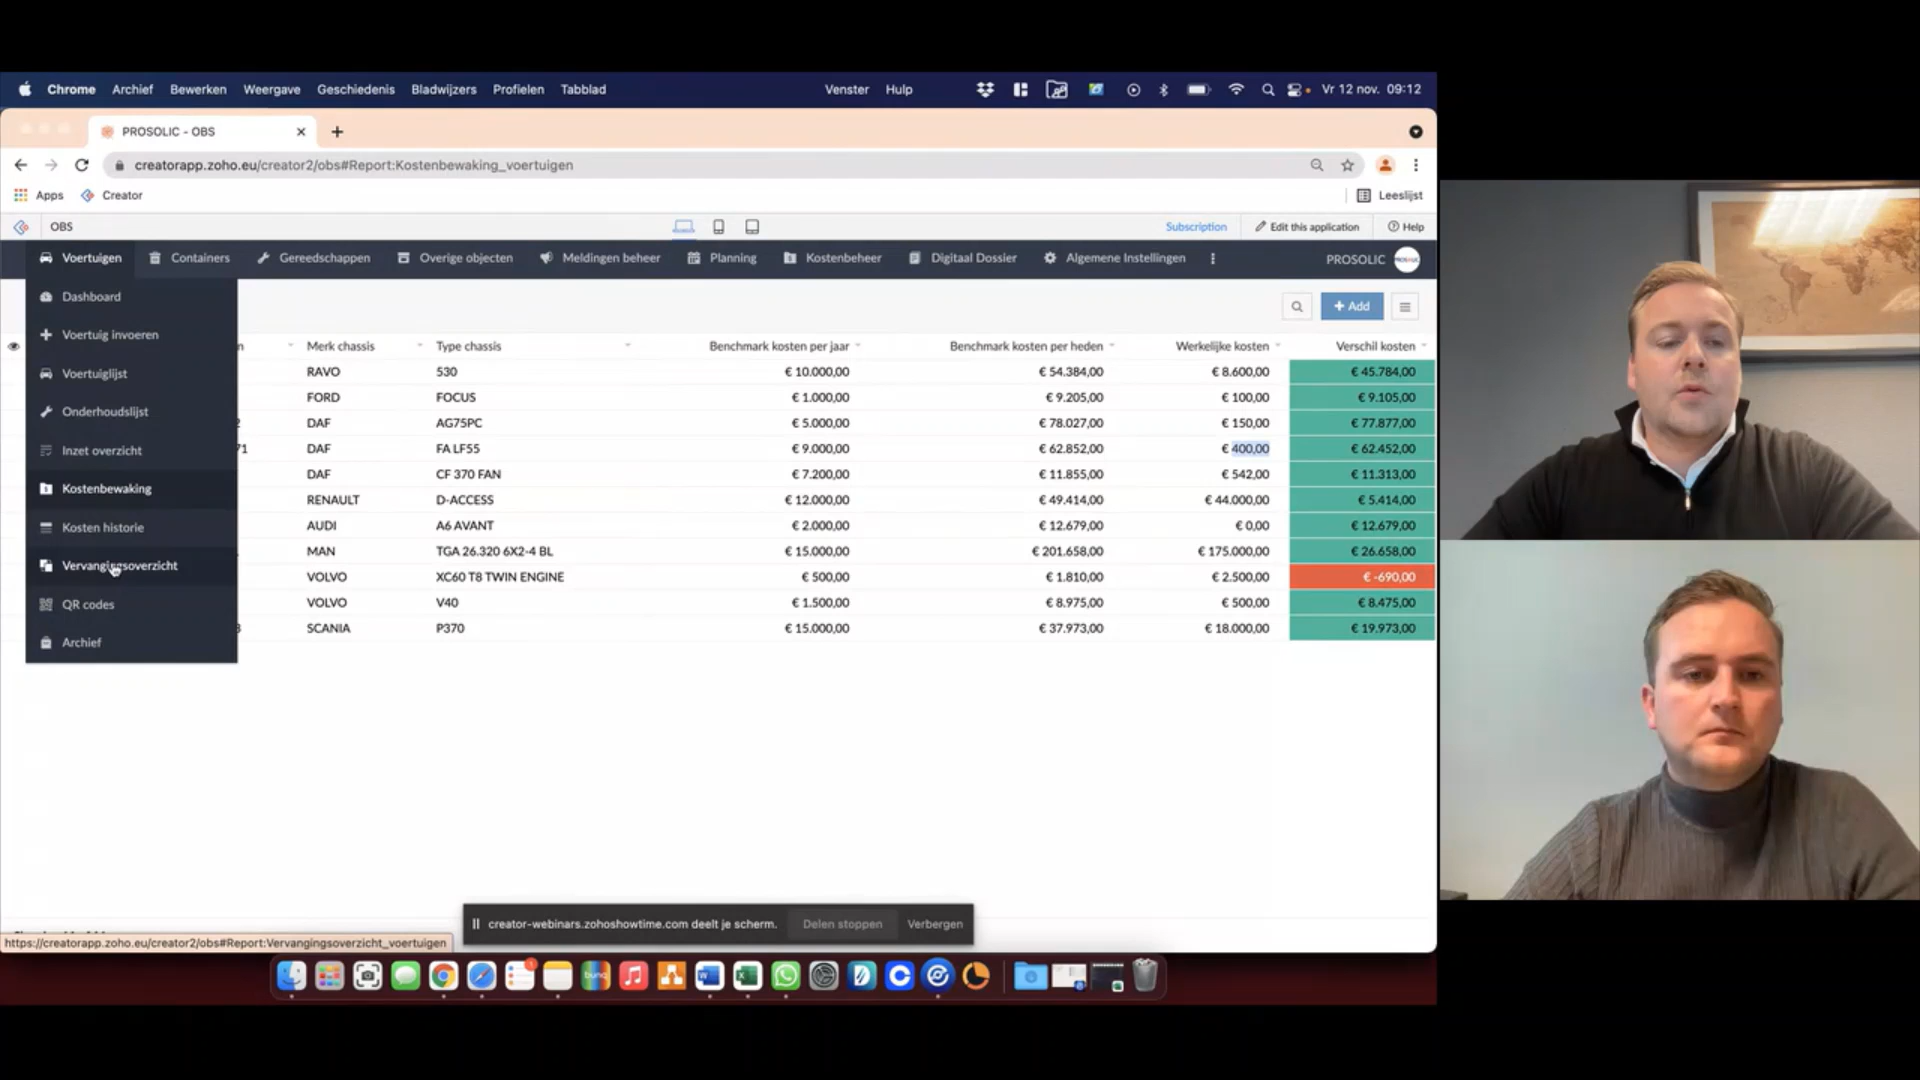 Chrome Archief Bewerken Weergave Geschiedenis Bladwijzers Profielen Tabblad Venster Hulp Vr 12 nov. 09:12
PROSOLIC - OBS
creatorapp.zoho.eu/creator2/obs#Report:Kostenbewaking_voertuigen
Apps Creator Leeslijst
OBS Subscription Edit this application Help
Voertuigen Containers Gereedschappen Overige objecten Meldingen beheer Planning Kostenbeheer Digitaal Dossier Algemene Instellingen PROSOLIC
Dashboard
Voertuig invoeren
Voertuiglijst
Onderhoudslijst
Inzet overzicht
Kostenbewaking
Kosten historie
Vervangingsoverzicht
QR codes
Archief
+ Add
n Merk chassis Type chassis Benchmark kosten per jaar Benchmark kosten per heden Werkelijke kosten Verschil kosten
RAVO 530 € 10.000,00 € 54.384,00 € 8.600,00 € 45.784,00
FORD FOCUS € 1.000,00 € 9.205,00 € 100,00 € 9.105,00
2 DAF AG75PC € 5.000,00 € 78.027,00 € 150,00 € 77.877,00
71 DAF FA LF55 € 9.000,00 € 62.852,00 € 400,00 € 62.452,00
DAF CF 370 FAN € 7.200,00 € 11.855,00 € 542,00 € 11.313,00
RENAULT D-ACCESS € 12.000,00 € 49.414,00 € 44.000,00 € 5.414,00
AUDI A6 AVANT € 2.000,00 € 12.679,00 € 0,00 € 12.679,00
MAN TGA 26.320 6X2-4 BL € 15.000,00 € 201.658,00 € 175.000,00 € 26.658,00
VOLVO XC60 T8 TWIN ENGINE € 500,00 € 1.810,00 € 2.500,00 € -690,00
VOLVO V40 € 1.500,00 € 8.975,00 € 500,00 € 8.475,00
3 SCANIA P370 € 15.000,00 € 37.973,00 € 18.000,00 € 19.973,00
creator-webinars.zohoshowtime.com deelt je scherm. Delen stoppen Verbergen
https://creatorapp.zoho.eu/creator2/obs#Report:Vervangingsoverzicht_voertuigen
bunq